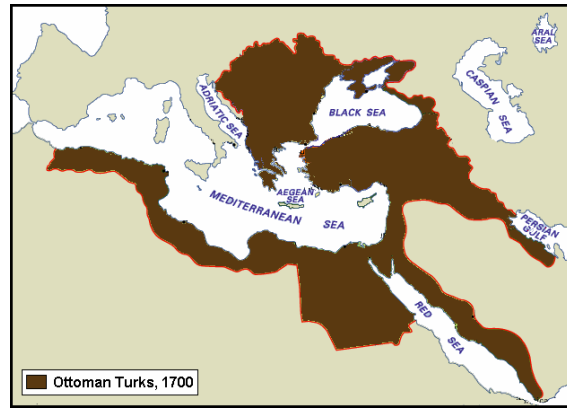 ARAL
SEA
CASPIAN SEA
ADRIATIC SEA
BLACK SEA
AEGEAN
SEA
MEDITERRANEAN SEA
PERSIAN
GULF
RED SEA
Ottoman Turks, 1700